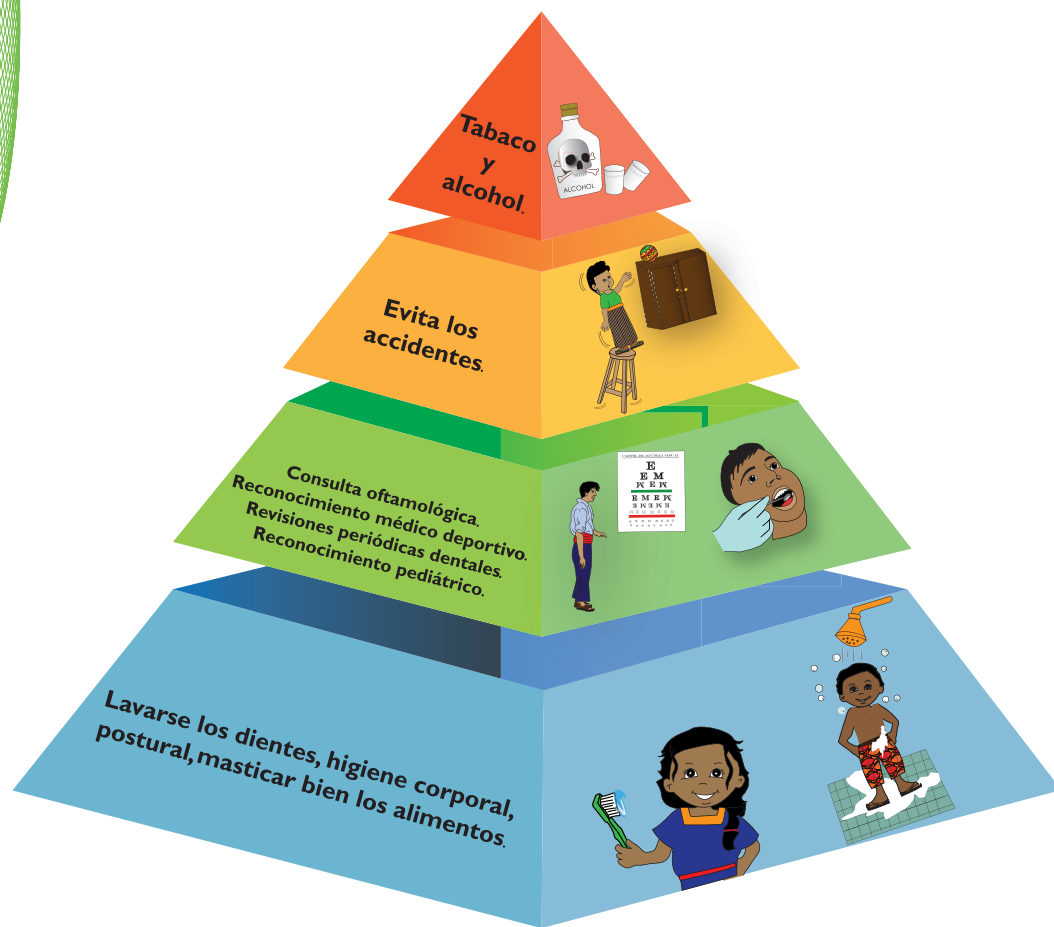 Tabaco
y
alcohol.
ALCOHOL
Evita los
accidentes.
Consulta oftamológica.
Reconocimiento médico deportivo.
Revisiones periódicas dentales.
Reconocimiento pediátrico.
E
E M
Lavarse los dientes, higiene corporal,
postural, masticar bien los alimentos.